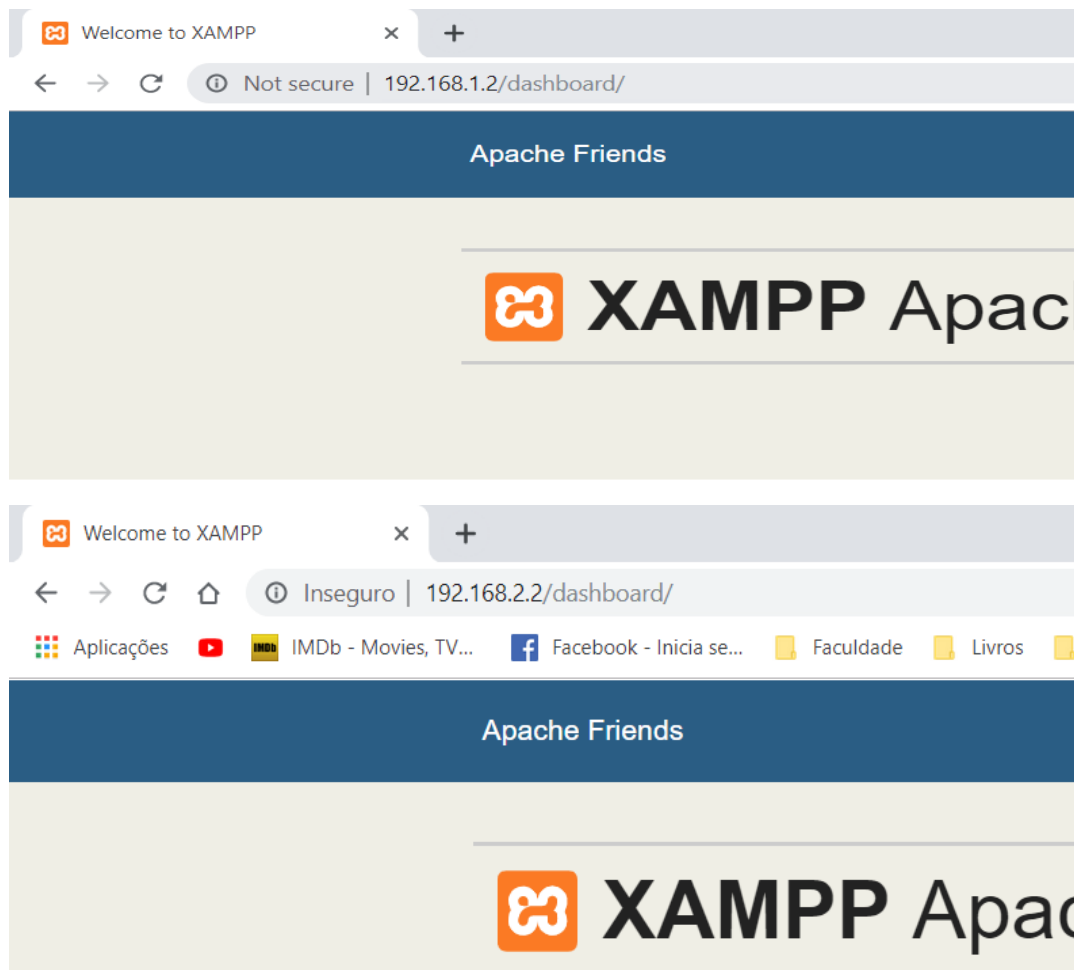 Welcome to XAMPP
Not secure | 192.168.1.2/dashboard/
Apache Friends
XAMPP Apac
Welcome to XAMPP
Inseguro | 192.168.2.2/dashboard/
Aplicações IMDb IMDb - Movies, TV... Facebook - Inicia se... Faculdade Livros
Apache Friends
XAMPP Apac